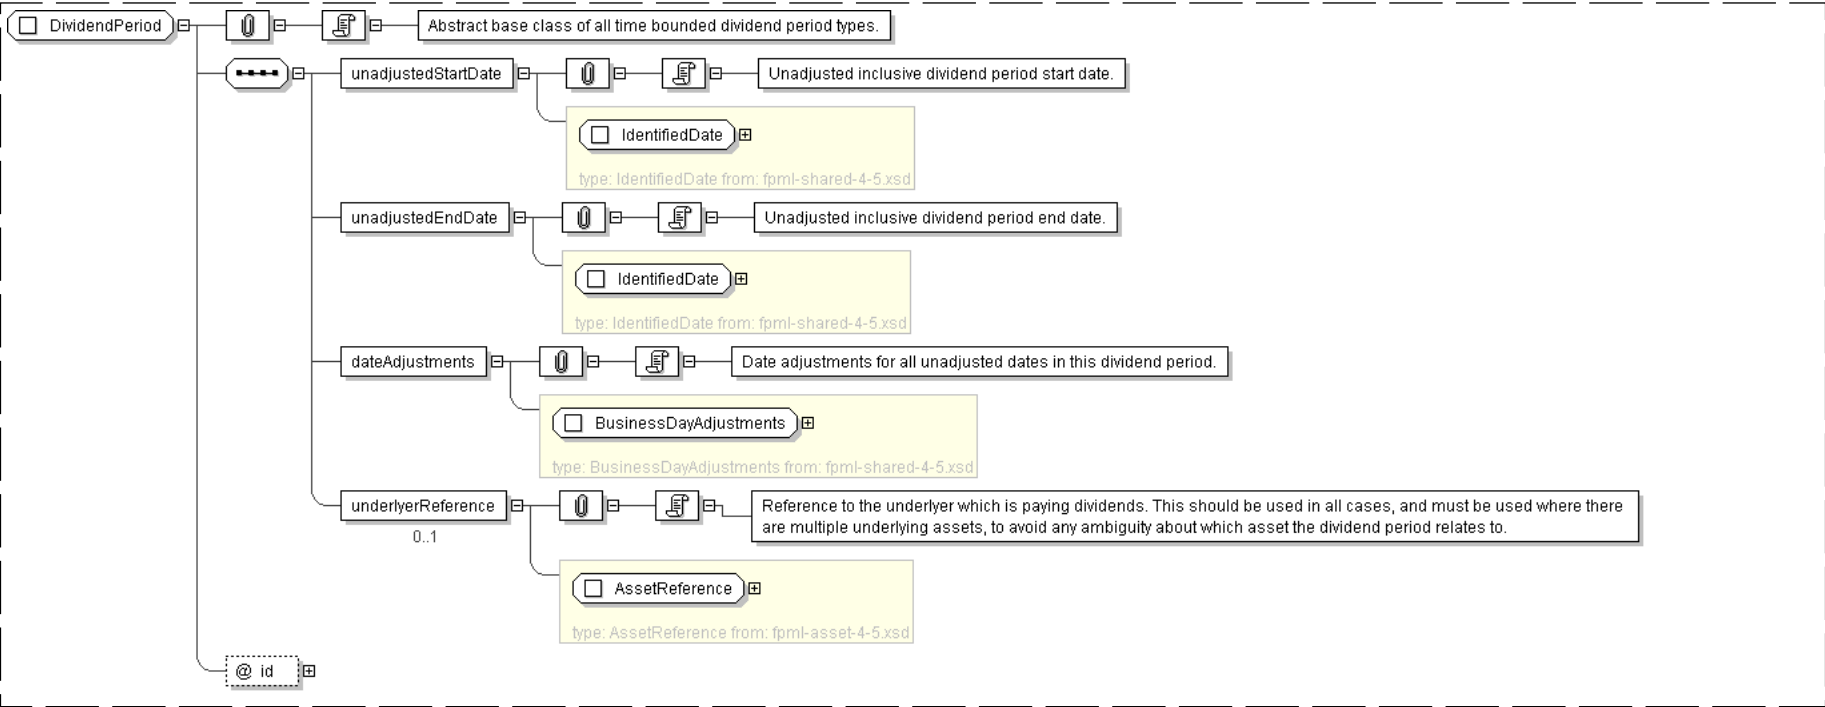 DividendPeriod
Abstract base class of all time bounded dividend period types.
unadjustedStartDate
Unadjusted inclusive dividend period start date.
IdentifiedDate
type: IdentifiedDate from: fpml-shared-4-5.xsd
unadjustedEndDate
Unadjusted inclusive dividend period end date.
IdentifiedDate
type: IdentifiedDate from: fpml-shared-4-5.xsd
dateAdjustments
Date adjustments for all unadjusted dates in this dividend period.
BusinessDayAdjustments
type: BusinessDayAdjustments from: fpml-shared-4-5.xsd
underlyerReference
0..1
Reference to the underlyer which is paying dividends. This should be used in all cases, and must be used where there
are multiple underlying assets, to avoid any ambiguity about which asset the dividend period relates to.
AssetReference
type: AssetReference from: fpml-asset-4-5.xsd
@ id